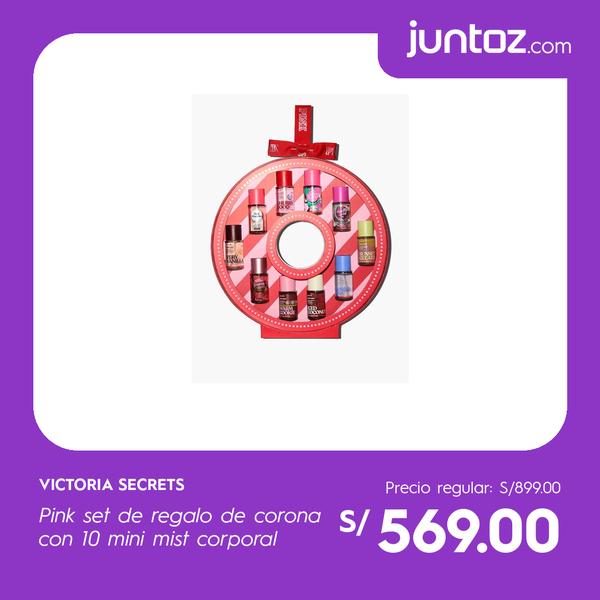 juntoz.com
PINK
VICTORIA SECRETS
Pink set de regalo de corona
con 10 mini mist corporal
Precio regular: S/899.00
S/ 569.00